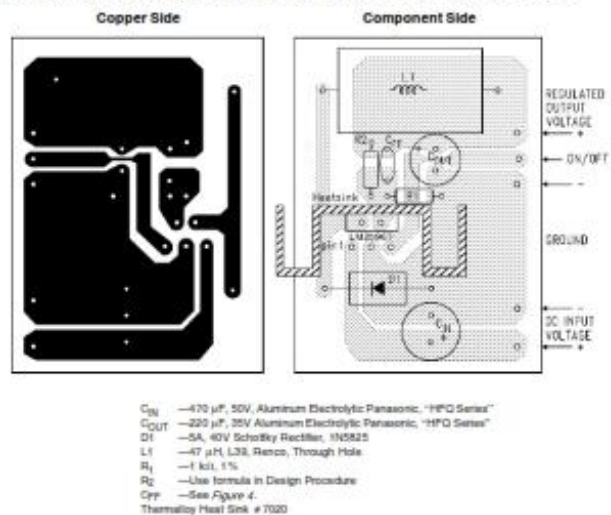 Copper Side
Component Side
L1
REGULATED
OUTPUT
VOLTAGE
+
R2
CFF
COUT
ON/OFF
-
R1
Heatsink
pin1
GROUND
D1
-
CIN
+
DC INPUT
VOLTAGE
+
CIN —470 µF, 50V, Aluminum Electrolytic Panasonic, "HFQ Series"
COUT —220 µF, 35V Aluminum Electrolytic Panasonic, "HFQ Series"
D1 —5A, 40V Schottky Rectifier, 1N5825
L1 —47 µH, L39, Renco, Through Hole
R1 —1 kΩ, 1%
R2 —Use formula in Design Procedure
CFF —See Figure 4.
Thermalloy Heat Sink #7020